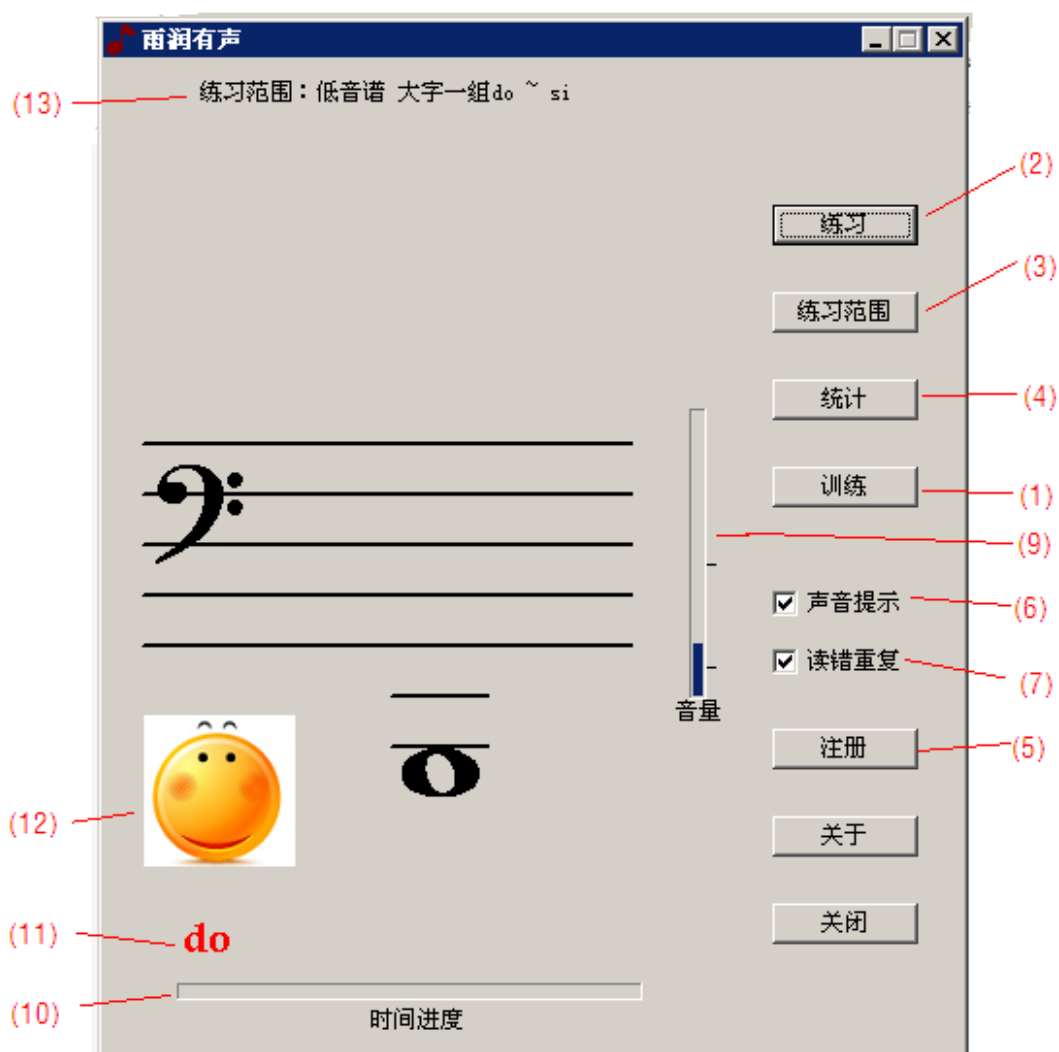 雨润有声
练习范围：低音谱 大字一组do ~ si
(13)
(2)
练习
(3)
练习范围
统计
(4)
训练
(1)
(9)
声音提示
(6)
读错重复
(7)
音量
注册
(5)
(12)
关于
(11)
do
关闭
(10)
时间进度